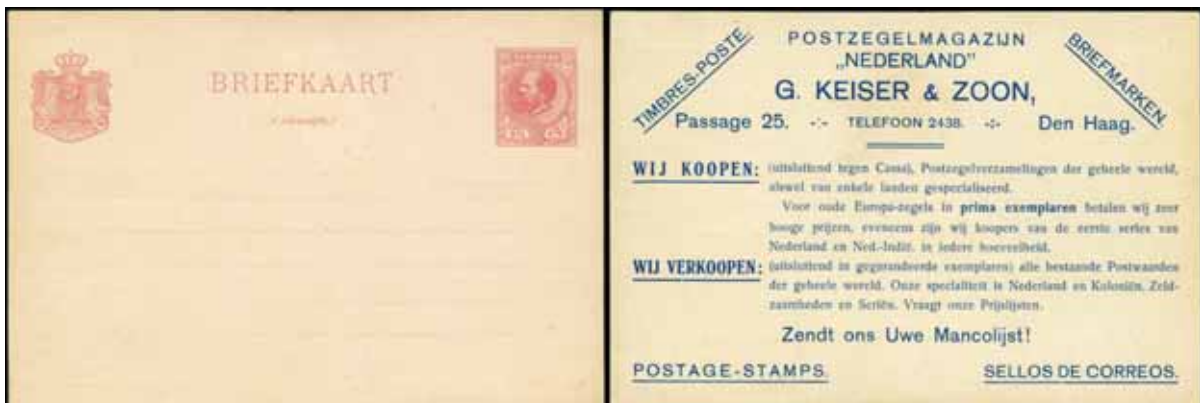 BRIEFKAART
TIMBRES-POSTE.
POSTZEGELMAGAZIJN
„NEDERLAND”
G. KEISER & ZOON,
BRIEFMARKEN.
Passage 25. -:- TELEFOON 2438. -:- Den Haag.
WIJ KOOPEN: (uitsluitend tegen Cassa), Postzegelverzamelingen der geheele wereld,
alswel van enkele landen gespecialiseerd.
Voor oude Europa-zegels in prima exemplaren betalen wij zeer
hooge prijzen, eveneens zijn wij koopers van de eerste series van
Nederland en Ned.-Indië, in iedere hoeveelheid.
WIJ VERKOOPEN: (uitsluitend in gegarandeerde exemplaren) alle bestaande Postwaarden
der geheele wereld. Onze specialiteit is Nederland en Koloniën. Zeld-
zaamheden en Seriën. Vraagt onze Prijslijsten.
Zendt ons Uwe Mancolijst!
POSTAGE-STAMPS.
SELLOS DE CORREOS.